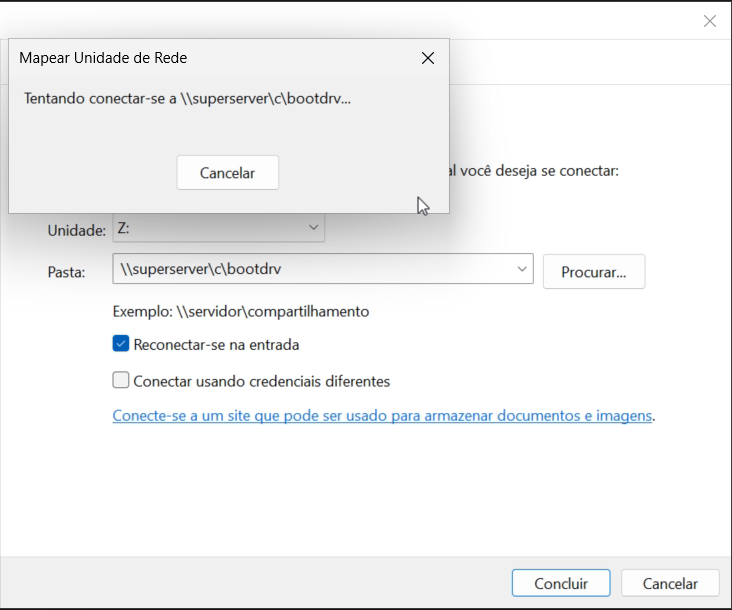 Mapear Unidade de Rede
Tentando conectar-se a \\superserver\c\bootdrv...
Cancelar
você deseja se conectar:
Unidade: Z:
Pasta: \\superserver\c\bootdrv Procurar...
Exemplo: \\servidor\compartilhamento
Reconectar-se na entrada
Conectar usando credenciais diferentes
Conecte-se a um site que pode ser usado para armazenar documentos e imagens.
Concluir Cancelar